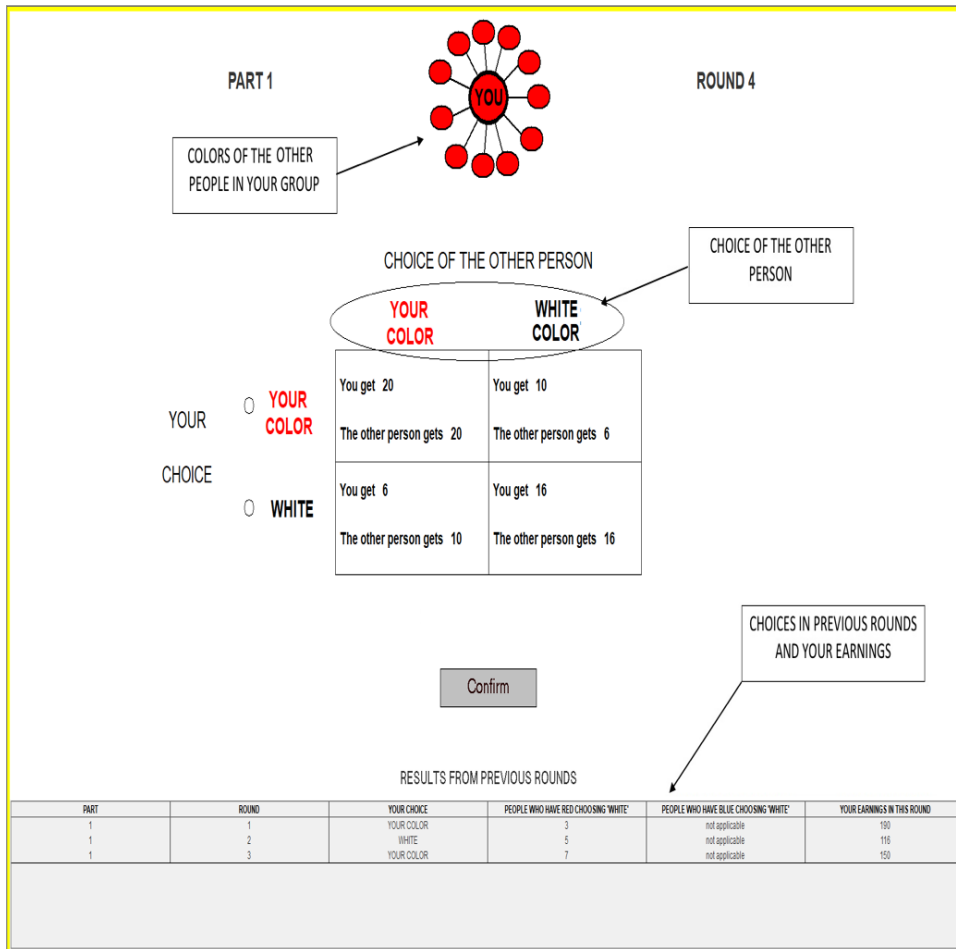 PART 1
YOU
ROUND 4
COLORS OF THE OTHER
PEOPLE IN YOUR GROUP
CHOICE OF THE OTHER PERSON
CHOICE OF THE OTHER
PERSON
YOUR
COLOR
WHITE
COLOR
YOUR
CHOICE
YOUR
COLOR
You get 20
The other person gets 20
You get 10
The other person gets 6
WHITE
You get 6
The other person gets 10
You get 16
The other person gets 16
CHOICES IN PREVIOUS ROUNDS
AND YOUR EARNINGS
Confirm
RESULTS FROM PREVIOUS ROUNDS
PART ROUND YOUR CHOICE PEOPLE WHO HAVE RED CHOOSING 'WHITE' PEOPLE WHO HAVE BLUE CHOOSING 'WHITE' YOUR EARNINGS IN THIS ROUND
1 1 YOUR COLOR 3 not applicable 190
1 2 WHITE 5 not applicable 116
1 3 YOUR COLOR 7 not applicable 150